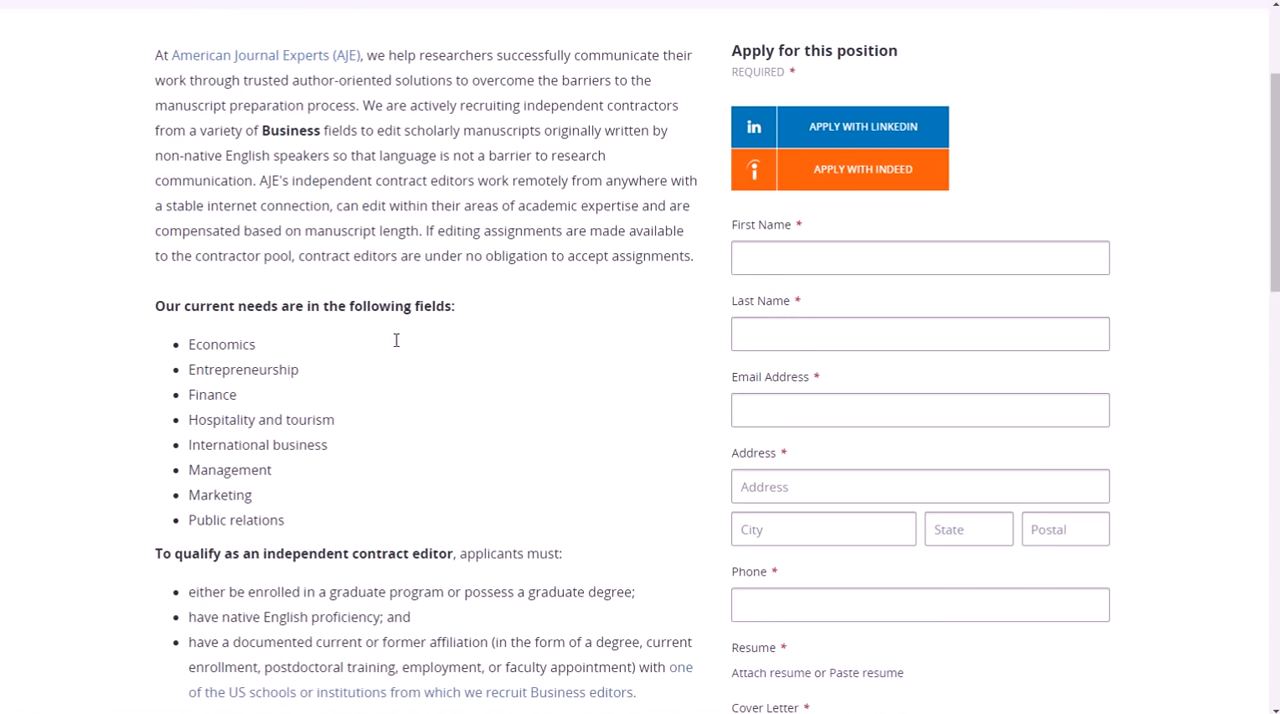 At American Journal Experts (AJE), we help researchers successfully communicate their
work through trusted author-oriented solutions to overcome the barriers to the
manuscript preparation process. We are actively recruiting independent contractors
from a variety of Business fields to edit scholarly manuscripts originally written by
non-native English speakers so that language is not a barrier to research
communication. AJE's independent contract editors work remotely from anywhere with
a stable internet connection, can edit within their areas of academic expertise and are
compensated based on manuscript length. If editing assignments are made available
to the contractor pool, contract editors are under no obligation to accept assignments.
Our current needs are in the following fields:
• Economics
• Entrepreneurship
• Finance
• Hospitality and tourism
• International business
• Management
• Marketing
• Public relations
To qualify as an independent contract editor, applicants must:
• either be enrolled in a graduate program or possess a graduate degree;
• have native English proficiency; and
• have a documented current or former affiliation (in the form of a degree, current
enrollment, postdoctoral training, employment, or faculty appointment) with one
of the US schools or institutions from which we recruit Business editors.
Apply for this position
REQUIRED *
in APPLY WITH LINKEDIN
i APPLY WITH INDEED
First Name *
Last Name *
Email Address *
Address *
Address
City State Postal
Phone *
Resume *
Attach resume or Paste resume
Cover Letter *